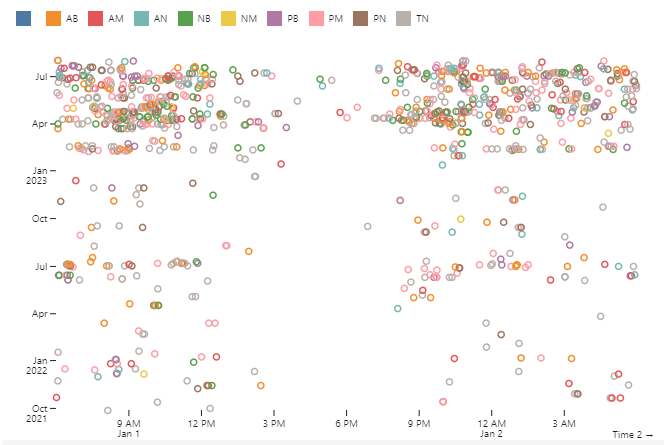 AB AM AN NB NM PB PM PN TN
Jul
Apr
Jan
2023
Oct
Jul
Apr
Jan
2022
Oct
2021
9 AM 12 PM 3 PM 6 PM 9 PM 12 AM 3 AM
Jan 1 Jan 2 Time 2 →